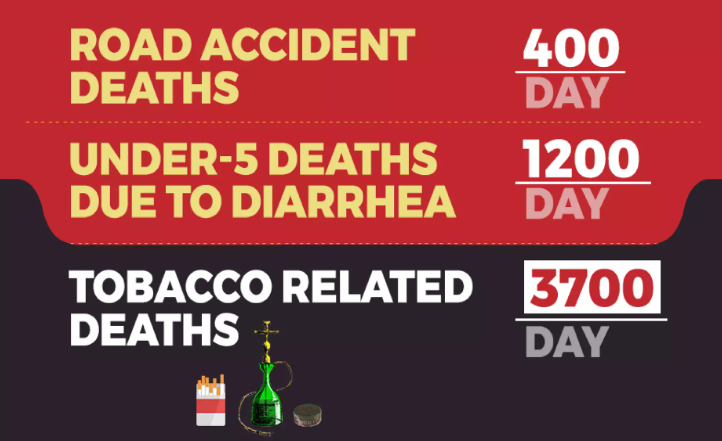 ROAD ACCIDENT
DEATHS
400
DAY
UNDER-5 DEATHS
DUE TO DIARRHEA
1200
DAY
TOBACCO RELATED
DEATHS
3700
DAY